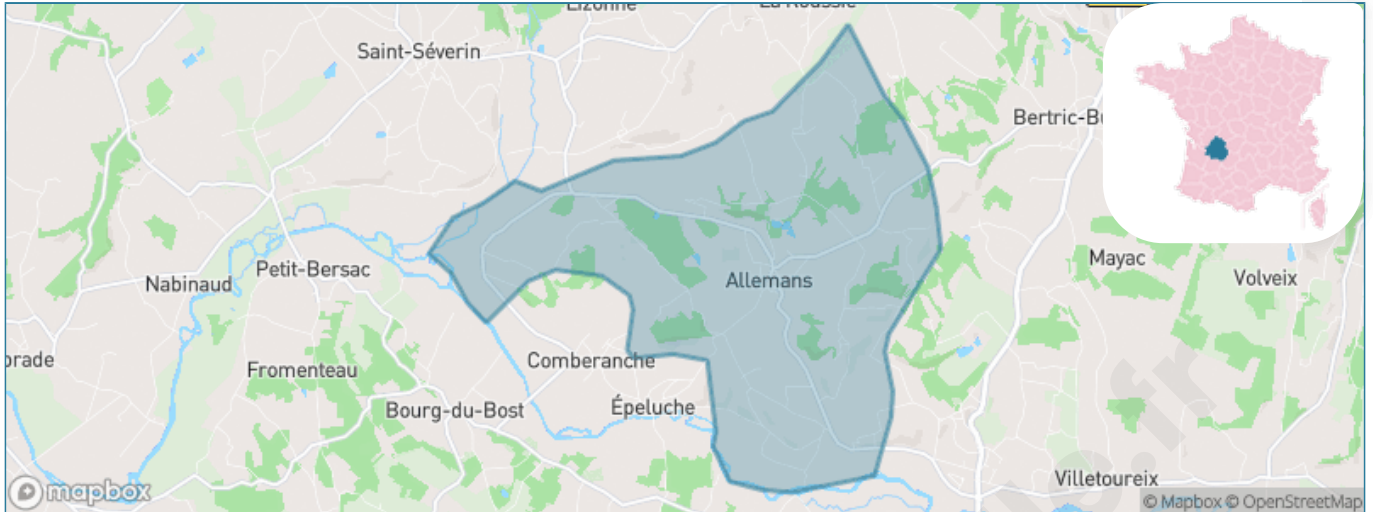 Lizonne
La Roussie
Saint-Séverin
Bertric-Bu
Mayac
Volveix
Petit-Bersac
Nabinaud
Allemans
orade
Comberanche
Fromenteau
Bourg-du-Bost
Épeluche
Villetoureix
mapbox
© Mapbox © OpenStreetMap